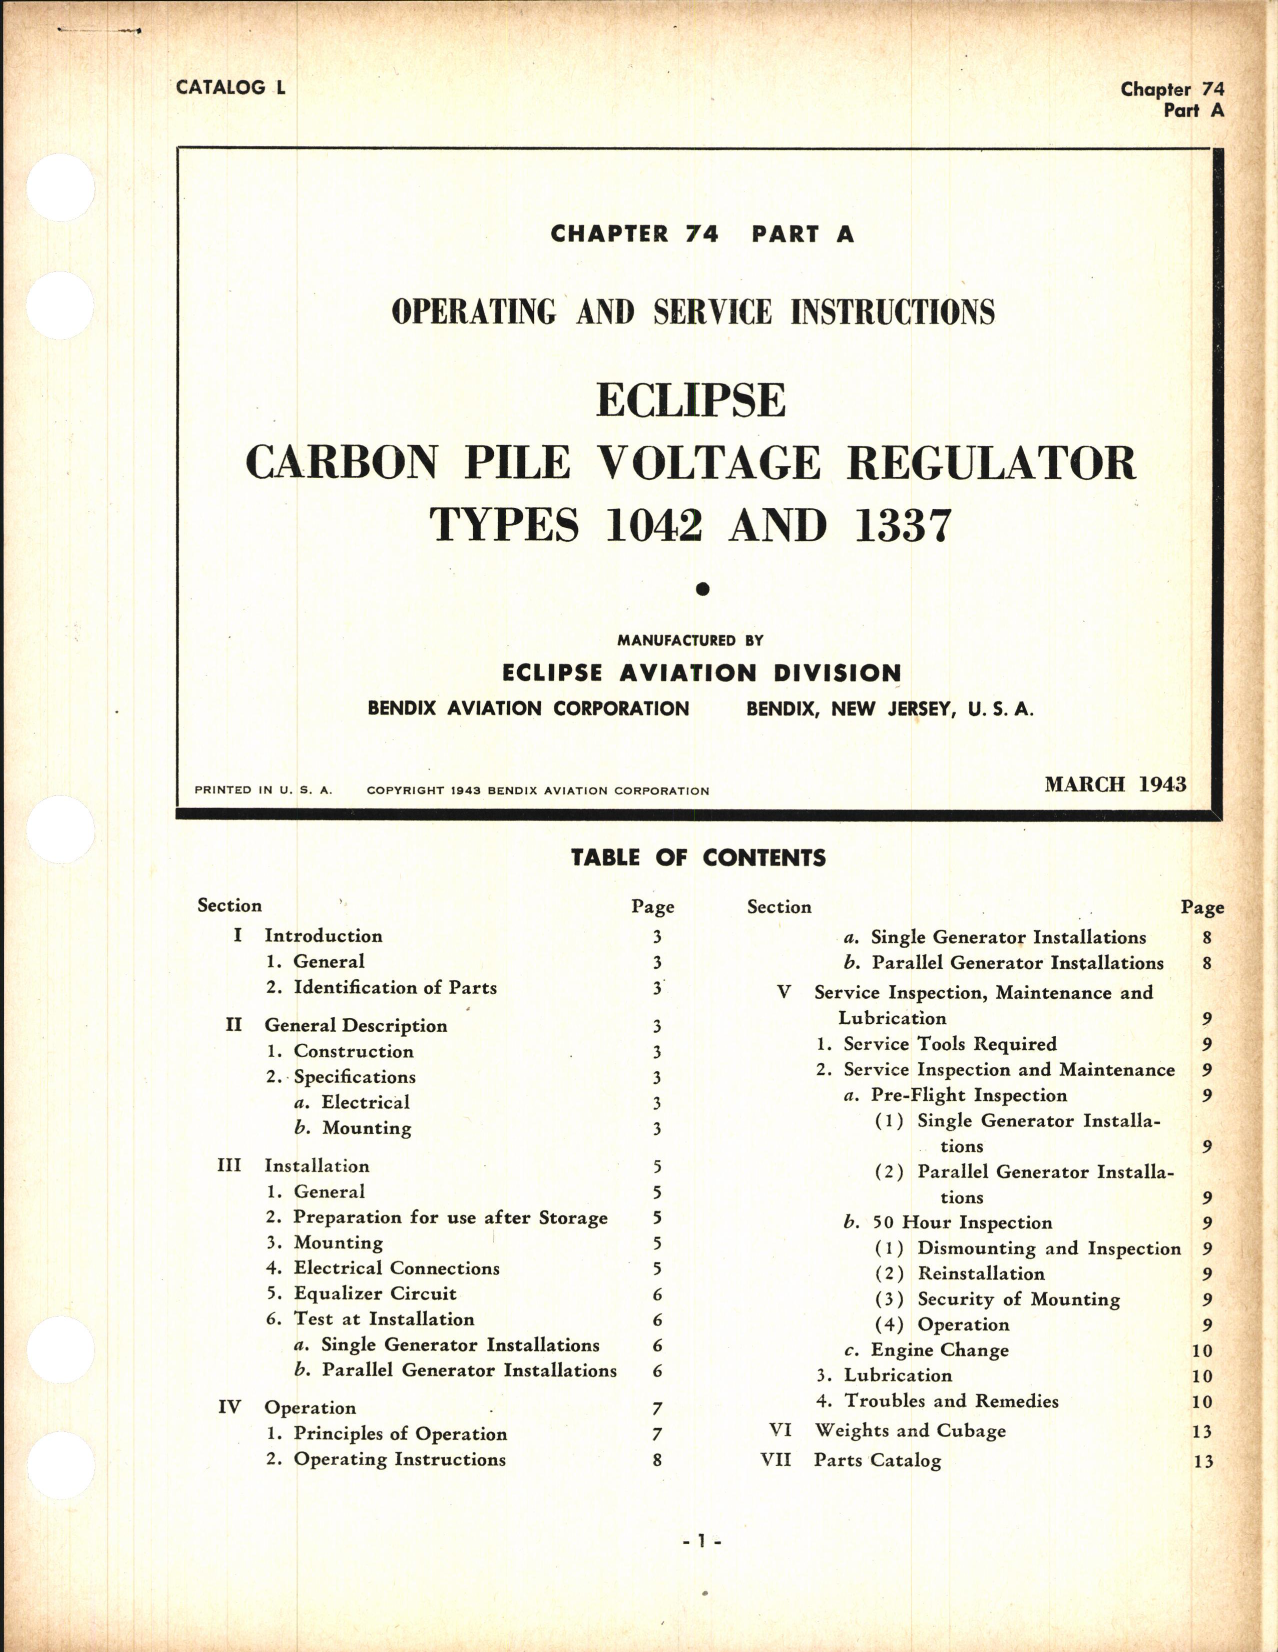 CATALOG L
Chapter 74
Part A
CHAPTER 74 PART A
OPERATING AND SERVICE INSTRUCTIONS
ECLIPSE
CARBON PILE VOLTAGE REGULATOR
TYPES 1042 AND 1337
•
MANUFACTURED BY
ECLIPSE AVIATION DIVISION
BENDIX AVIATION CORPORATION BENDIX, NEW JERSEY, U. S. A.
PRINTED IN U. S. A. COPYRIGHT 1943 BENDIX AVIATION CORPORATION
MARCH 1943
TABLE OF CONTENTS
Section Page
I Introduction 3
1. General 3
2. Identification of Parts 3
II General Description 3
1. Construction 3
2. Specifications 3
a. Electrical 3
b. Mounting 3
III Installation 5
1. General 5
2. Preparation for use after Storage 5
3. Mounting 5
4. Electrical Connections 5
5. Equalizer Circuit 6
6. Test at Installation 6
a. Single Generator Installations 6
b. Parallel Generator Installations 6
IV Operation 7
1. Principles of Operation 7
2. Operating Instructions 8
Section Page
a. Single Generator Installations 8
b. Parallel Generator Installations 8
V Service Inspection, Maintenance and
Lubrication 9
1. Service Tools Required 9
2. Service Inspection and Maintenance 9
a. Pre-Flight Inspection 9
(1) Single Generator Installa-
tions 9
(2) Parallel Generator Installa-
tions 9
b. 50 Hour Inspection 9
(1) Dismounting and Inspection 9
(2) Reinstallation 9
(3) Security of Mounting 9
(4) Operation 9
c. Engine Change 10
3. Lubrication 10
4. Troubles and Remedies 10
VI Weights and Cubage 13
VII Parts Catalog 13
- 1 -